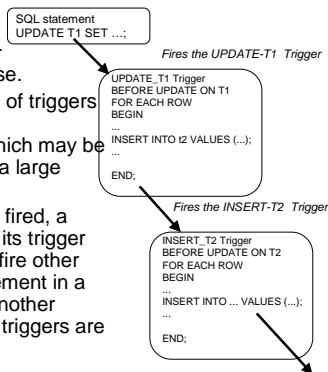 SQL statement
UPDATE T1 SET …;
Fires the UPDATE-T1 Trigger
se.
of triggers
hich may be
a large
fired, a
its trigger
fire other
ement in a
nother
triggers are
UPDATE_T1 Trigger
BEFORE UPDATE ON T1
FOR EACH ROW
BEGIN
...
INSERT INTO t2 VALUES (...);
...
END;
Fires the INSERT-T2 Trigger
INSERT_T2 Trigger
BEFORE UPDATE ON T2
FOR EACH ROW
BEGIN
...
INSERT INTO ... VALUES (...);
...
END;